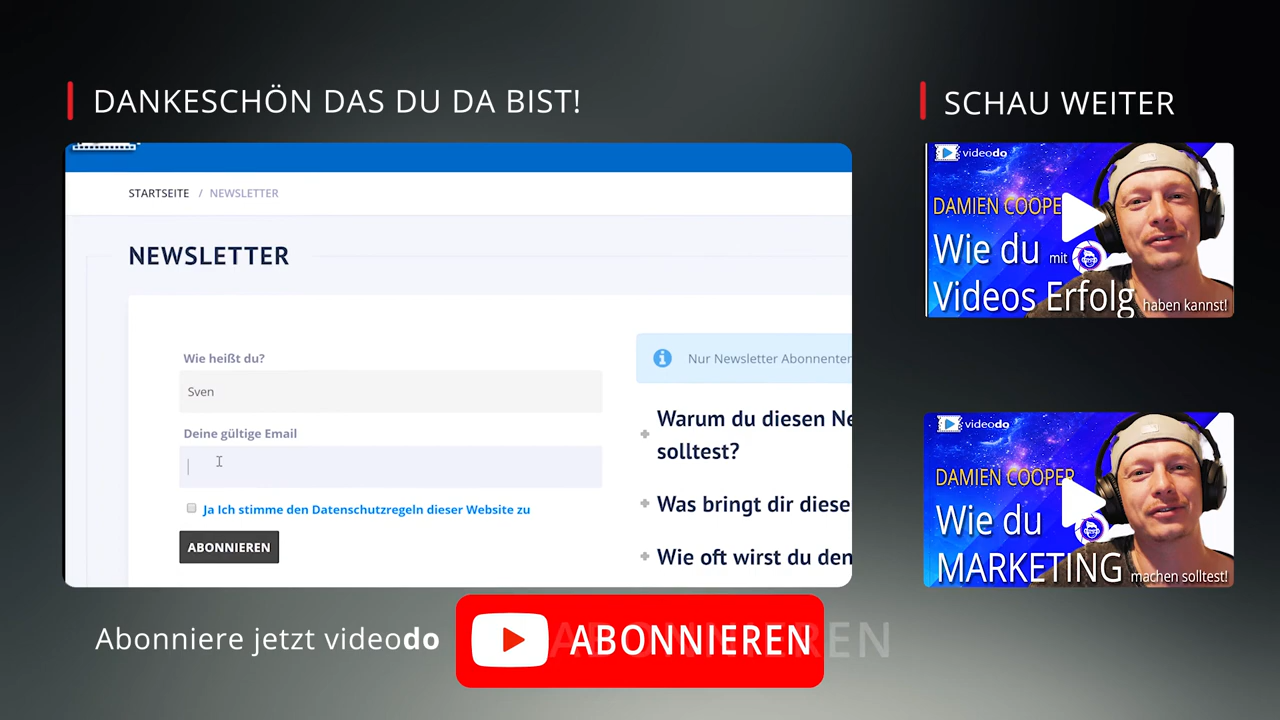 DANKESCHÖN DAS DU DA BIST!
STARTSEITE / NEWSLETTER
NEWSLETTER
Wie heißt du?
Sven
Deine gültige Email
Ja Ich stimme den Datenschutzregeln dieser Website zu
ABONNIEREN
Nur Newsletter Abonnenten
Warum du diesen Ne
solltest?
Was bringt dir diese
Wie oft wirst du den
SCHAU WEITER
videodo
DAMIEN COOPE
Wie du mit
Videos Erfolg haben kannst!
videodo
DAMIEN COOPER
Wie du
MARKETING machen solltest!
Abonniere jetzt videodo
ABONNIEREN
ABONNIEREN